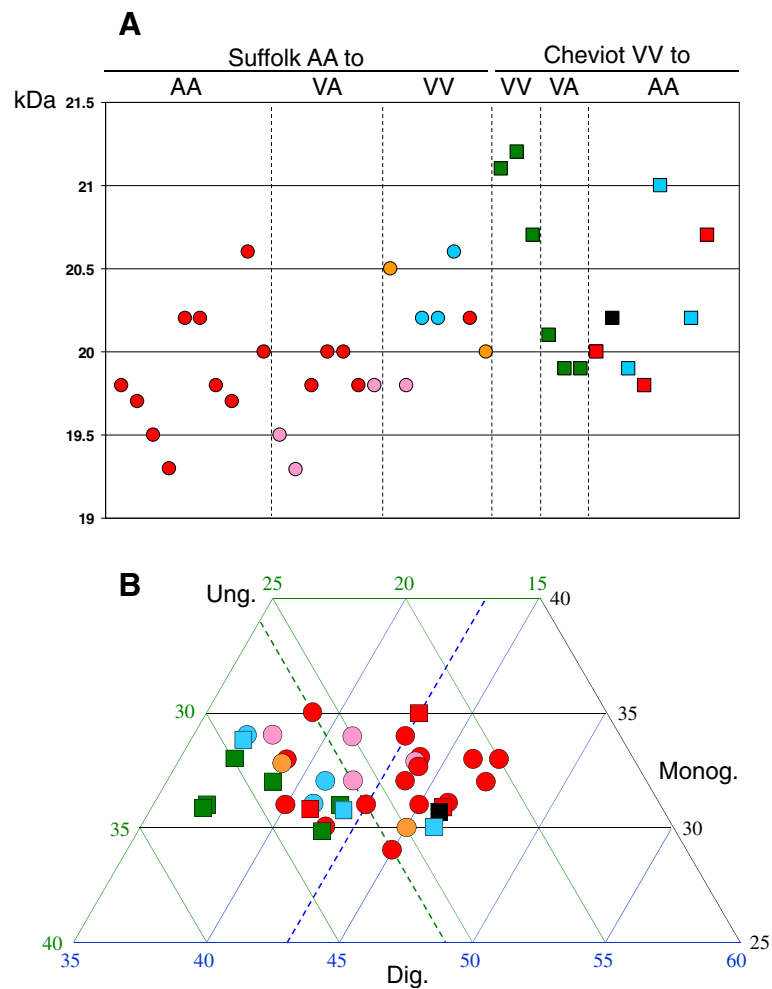 A
Suffolk AA to Cheviot VV to
kDa AA VA VV VV VA AA
21.5
21
20.5
20
19.5
19
B
Ung. 25 20 15
40
30 35
Monog.
35 30
40 25
35 40 45 50 55 60
Dig.